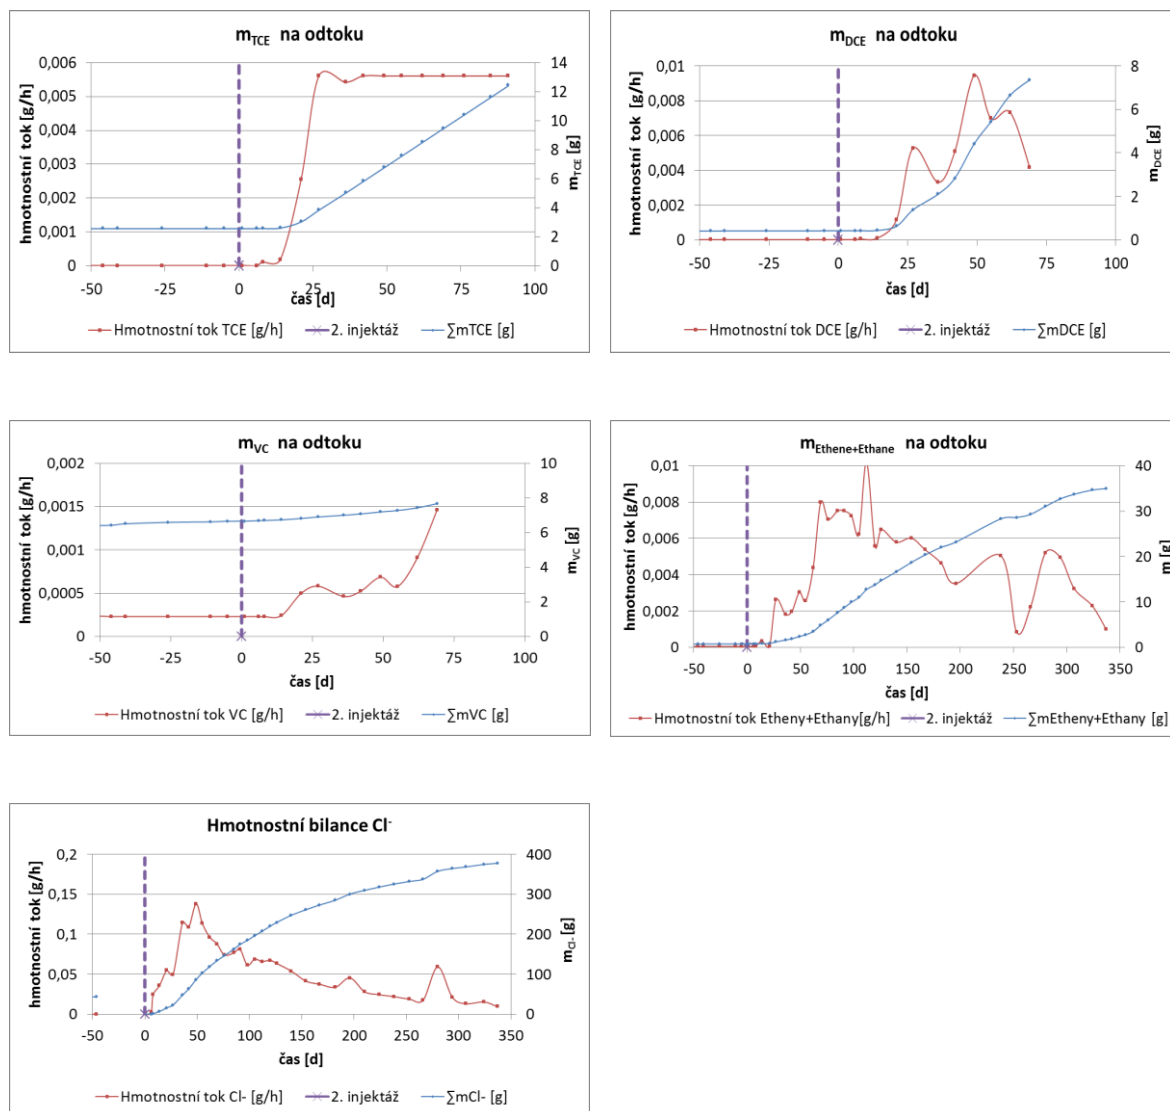 mTCE na odtoku
hmotnostní tok [g/h]
0,006
0,005
0,004
0,003
0,002
0,001
0
14
12
10
8
6
4
2
0
mTCE [g]
-50 -25 0 25 50 75 100
čas [d]
Hmotnostní tok TCE [g/h] 2. injektáž ∑mTCE [g]
mDCE na odtoku
hmotnostní tok [g/h]
0,01
0,008
0,006
0,004
0,002
0
8
6
4
2
0
mDCE [g]
-50 -25 0 25 50 75 100
čas [d]
Hmotnostní tok DCE [g/h] 2. injektáž ∑mDCE [g]
mVC na odtoku
hmotnostní tok [g/h]
0,002
0,0015
0,001
0,0005
0
10
8
6
4
2
0
mVC [g]
-50 -25 0 25 50 75 100
čas [d]
Hmotnostní tok VC [g/h] 2. injektáž ∑mVC [g]
mEthene+Ethane na odtoku
hmotnostní tok [g/h]
0,01
0,008
0,006
0,004
0,002
0
40
30
20
10
0
m [g]
-50 0 50 100 150 200 250 300 350
čas [d]
Hmotnostní tok Etheny+Ethany[g/h] 2. injektáž ∑mEtheny+Ethany [g]
Hmotnostní bilance Cl-
hmotnostní tok [g/h]
0,2
0,15
0,1
0,05
0
400
300
200
100
0
mCl- [g]
-50 0 50 100 150 200 250 300 350
čas [d]
Hmotnostní tok Cl- [g/h] 2. injektáž ∑mCl- [g]